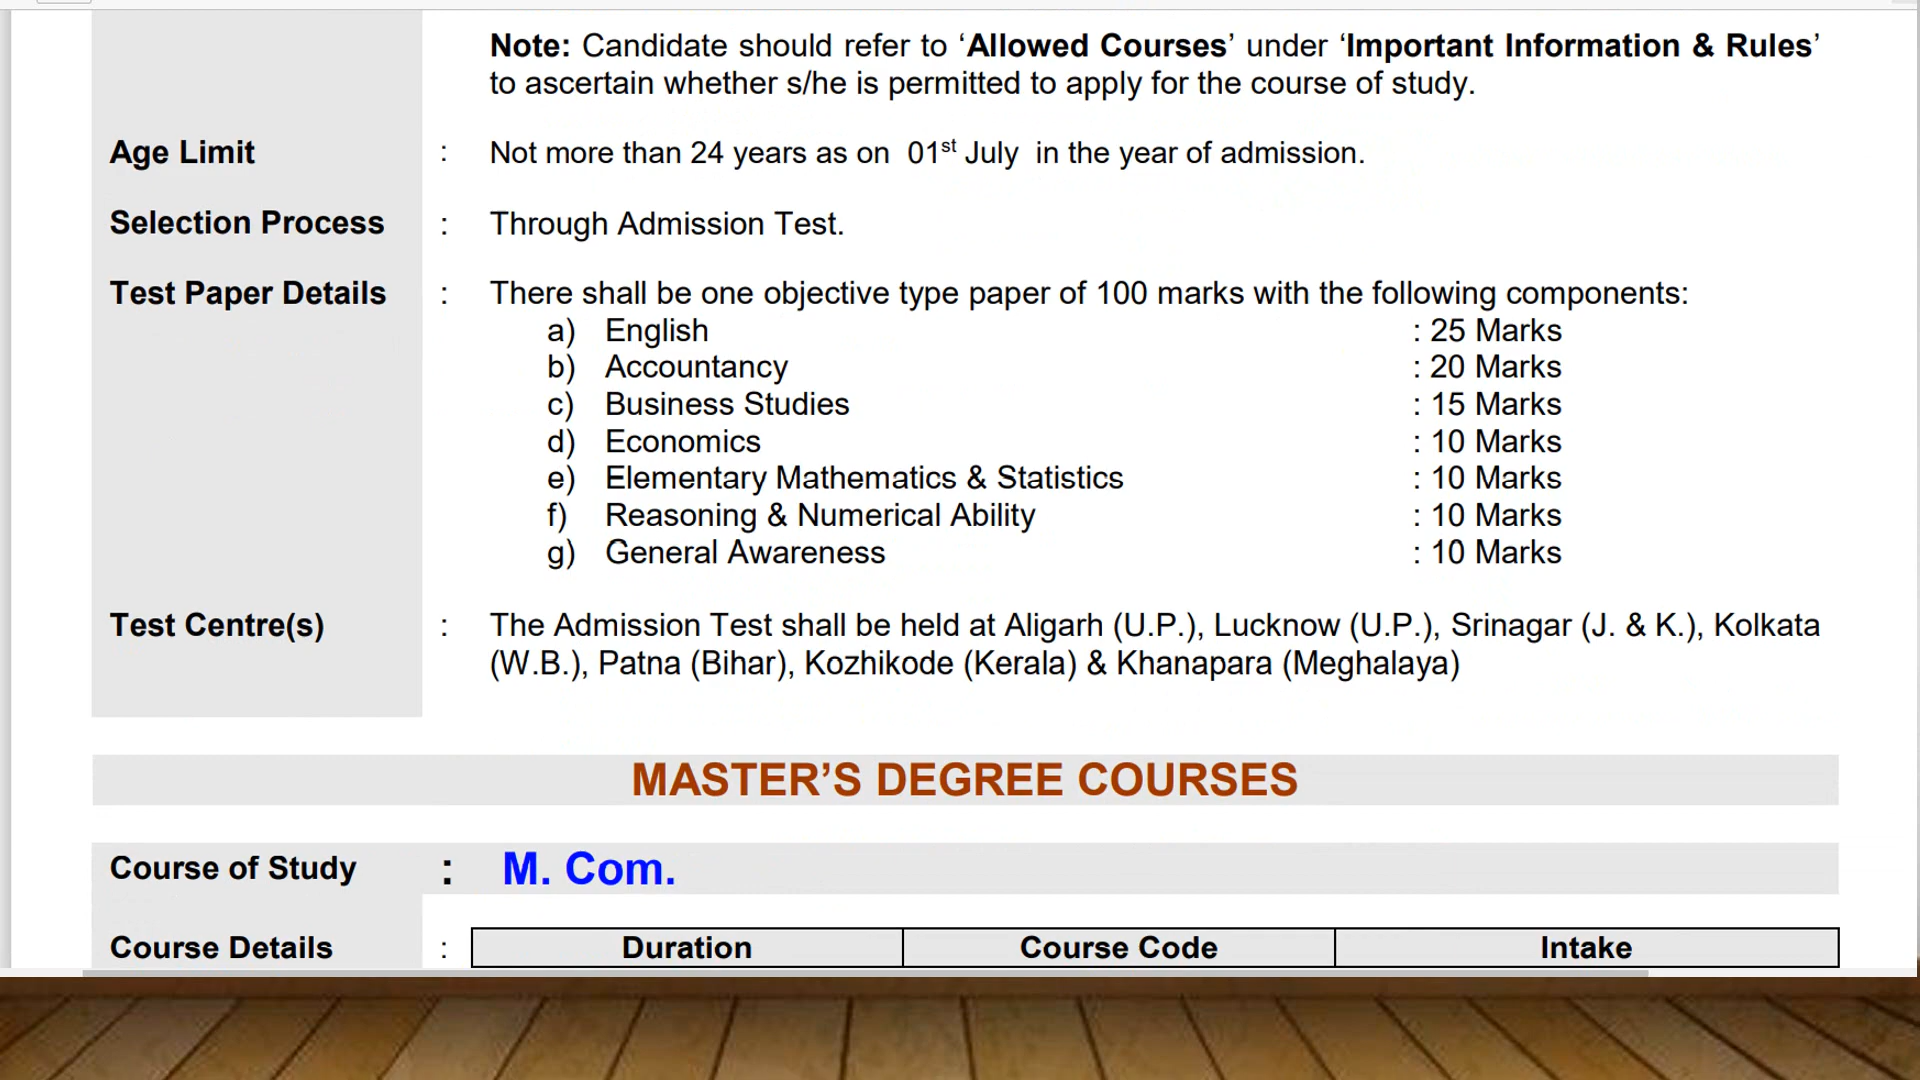 Note: Candidate should refer to ‘Allowed Courses’ under ‘Important Information & Rules’
to ascertain whether s/he is permitted to apply for the course of study.
Age Limit : Not more than 24 years as on 01st July in the year of admission.
Selection Process : Through Admission Test.
Test Paper Details : There shall be one objective type paper of 100 marks with the following components:
a) English : 25 Marks
b) Accountancy : 20 Marks
c) Business Studies : 15 Marks
d) Economics : 10 Marks
e) Elementary Mathematics & Statistics : 10 Marks
f) Reasoning & Numerical Ability : 10 Marks
g) General Awareness : 10 Marks
Test Centre(s) : The Admission Test shall be held at Aligarh (U.P.), Lucknow (U.P.), Srinagar (J. & K.), Kolkata
(W.B.), Patna (Bihar), Kozhikode (Kerala) & Khanapara (Meghalaya)
MASTER’S DEGREE COURSES
Course of Study : M. Com.
Course Details : Duration Course Code Intake